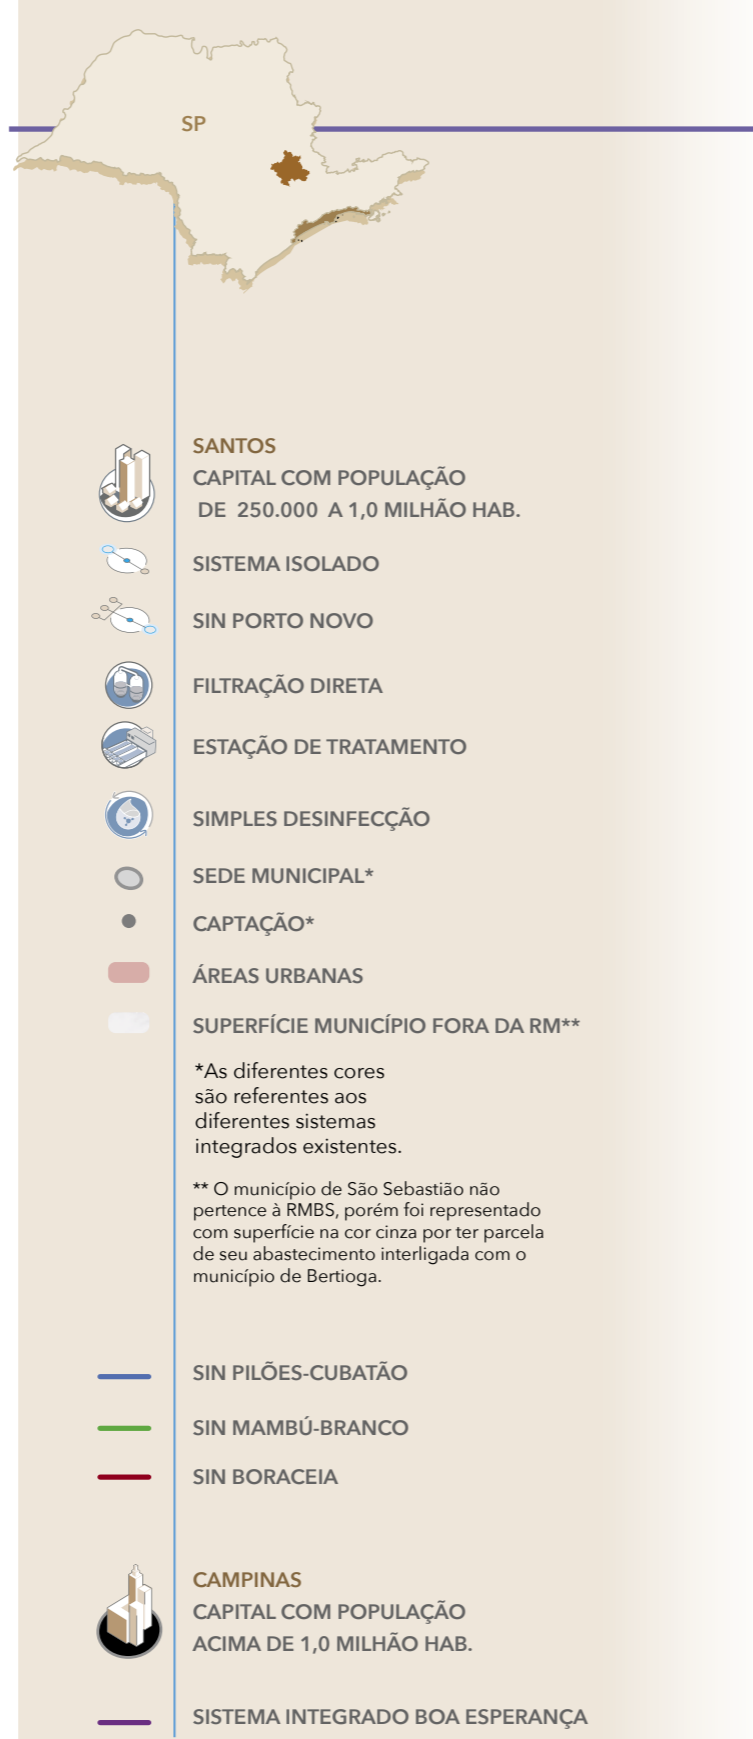 SP
SANTOS
CAPITAL COM POPULAÇÃO
DE 250.000 A 1,0 MILHÃO HAB.
SISTEMA ISOLADO
SIN PORTO NOVO
FILTRAÇÃO DIRETA
ESTAÇÃO DE TRATAMENTO
SIMPLES DESINFECÇÃO
SEDE MUNICIPAL*
CAPTAÇÃO*
ÁREAS URBANAS
SUPERFÍCIE MUNICÍPIO FORA DA RM**
*As diferentes cores
são referentes aos
diferentes sistemas
integrados existentes.
** O município de São Sebastião não
pertence à RMBS, porém foi representado
com superfície na cor cinza por ter parcela
de seu abastecimento interligada com o
município de Bertioga.
SIN PILÕES-CUBATÃO
SIN MAMBÚ-BRANCO
SIN BORACEIA
CAMPINAS
CAPITAL COM POPULAÇÃO
ACIMA DE 1,0 MILHÃO HAB.
SISTEMA INTEGRADO BOA ESPERANÇA